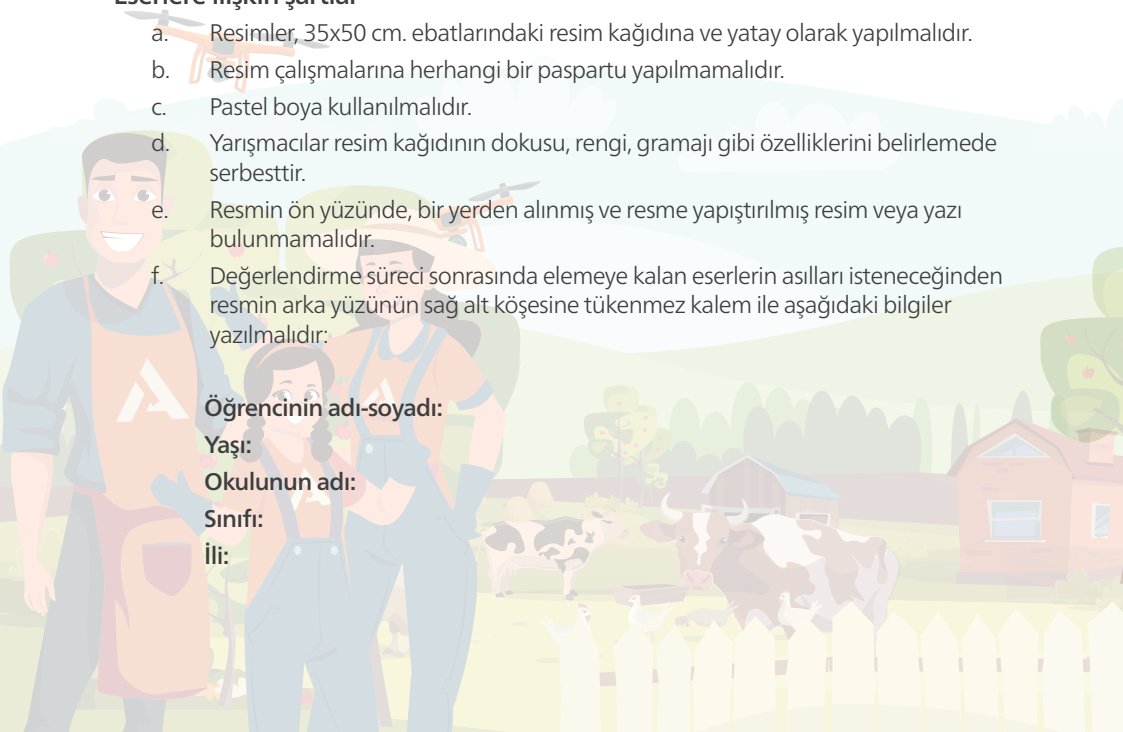 Eserlere ilişkin şartlar
a. Resimler, 35x50 cm. ebatlarındaki resim kağıdına ve yatay olarak yapılmalıdır.
b. Resim çalışmalarına herhangi bir paspartu yapılmamalıdır.
c. Pastel boya kullanılmalıdır.
d. Yarışmacılar resim kağıdının dokusu, rengi, gramajı gibi özelliklerini belirlemede
serbesttir.
e. Resmin ön yüzünde, bir yerden alınmış ve resme yapıştırılmış resim veya yazı
bulunmamalıdır.
f. Değerlendirme süreci sonrasında elemeye kalan eserlerin asılları isteneceğinden
resmin arka yüzünün sağ alt köşesine tükenmez kalem ile aşağıdaki bilgiler
yazılmalıdır:
Öğrencinin adı-soyadı:
Yaşı:
Okulunun adı:
Sınıfı:
İli: